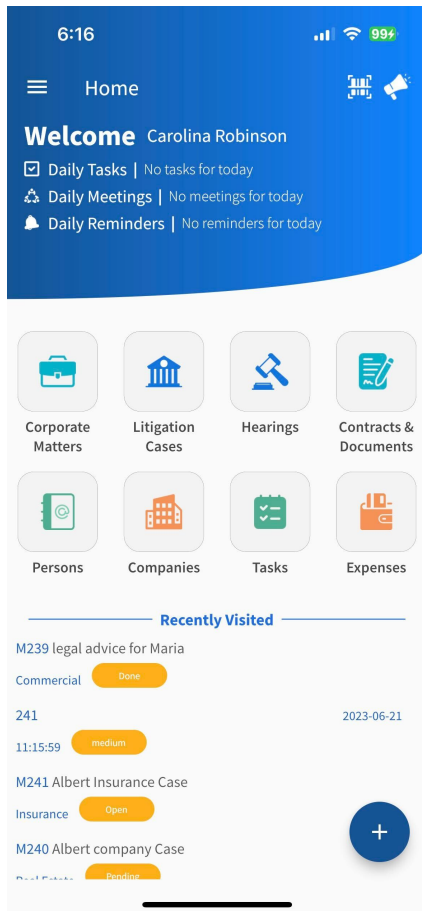 6:16
99
Home
Welcome Carolina Robinson
Daily Tasks | No tasks for today
Daily Meetings | No meetings for today
Daily Reminders | No reminders for today
Corporate Matters
Litigation Cases
Hearings
Contracts & Documents
Persons
Companies
Tasks
Expenses
Recently Visited
M239 legal advice for Maria
Commercial Done
241 2023-06-21
11:15:59 medium
M241 Albert Insurance Case
Insurance Open
M240 Albert company Case
Real Estate Pending